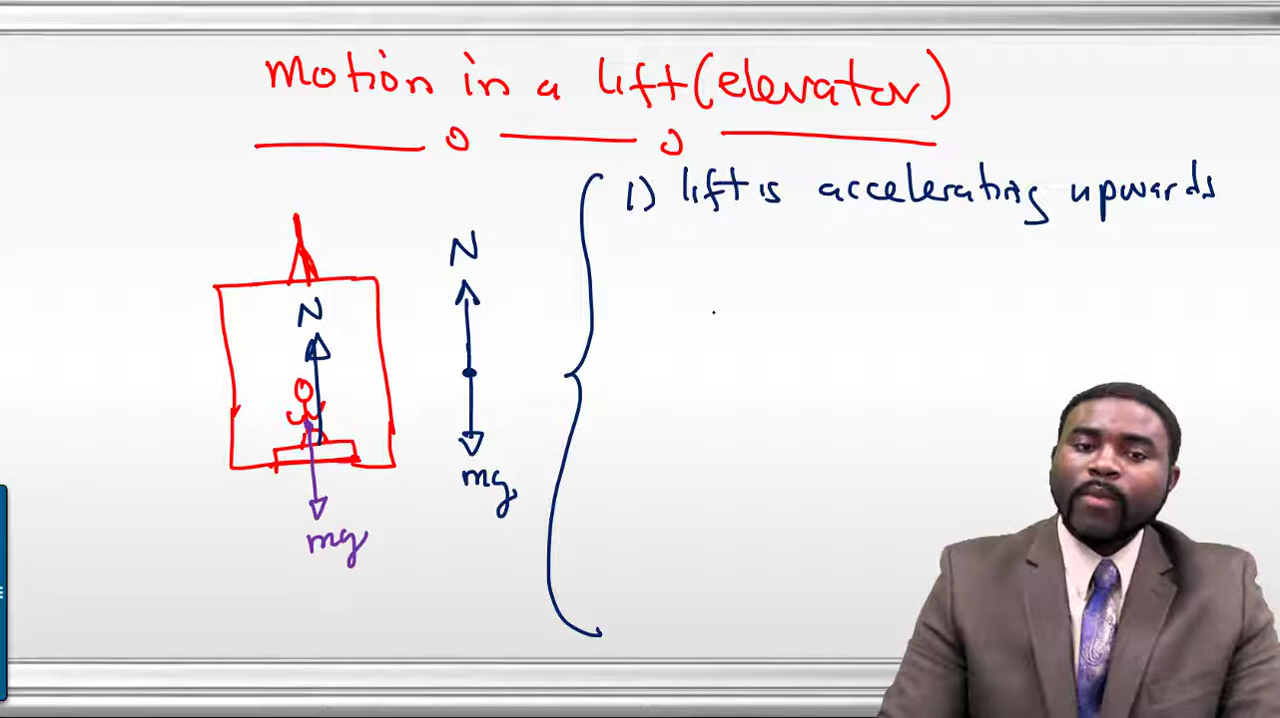 motion in a lift(elevator)
1) lift is accelerating upwards
N
N
mg
mg